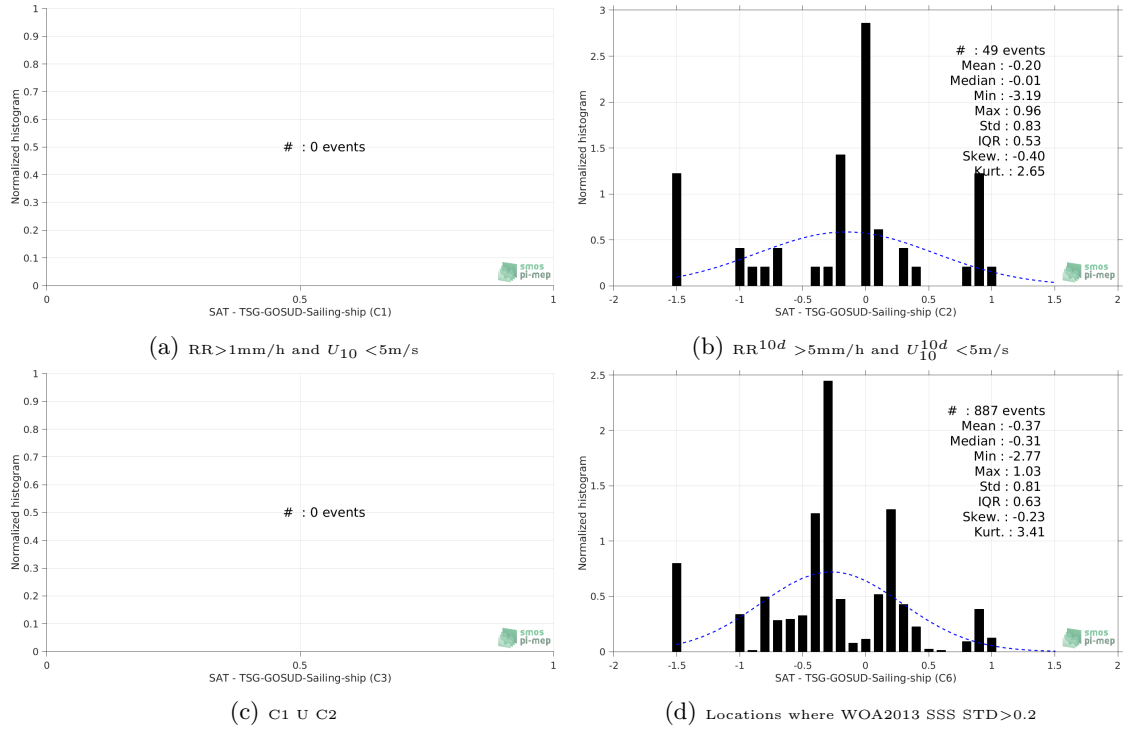 1
0.9
0.8
0.7
0.6
0.5
0.4
0.3
0.2
0.1
0
Normalized histogram
# : 0 events
smos
pi-mep
0 0.5 1
SAT - TSG-GOSUD-Sailing-ship (C1)
(a) RR>1mm/h and U10 <5m/s
3
2.5
2
1.5
1
0.5
0
Normalized histogram
# : 49 events
Mean : -0.20
Median : -0.01
Min : -3.19
Max : 0.96
Std : 0.83
IQR : 0.53
Skew. : -0.40
Kurt. : 2.65
smos
pi-mep
-2 -1.5 -1 -0.5 0 0.5 1 1.5 2
SAT - TSG-GOSUD-Sailing-ship (C2)
(b) RR^10d >5mm/h and U10^10d <5m/s
1
0.9
0.8
0.7
0.6
0.5
0.4
0.3
0.2
0.1
0
Normalized histogram
# : 0 events
smos
pi-mep
0 0.5 1
SAT - TSG-GOSUD-Sailing-ship (C3)
(c) C1 U C2
2.5
2
1.5
1
0.5
0
Normalized histogram
# : 887 events
Mean : -0.37
Median : -0.31
Min : -2.77
Max : 1.03
Std : 0.81
IQR : 0.63
Skew. : -0.23
Kurt. : 3.41
smos
pi-mep
-2 -1.5 -1 -0.5 0 0.5 1 1.5 2
SAT - TSG-GOSUD-Sailing-ship (C6)
(d) Locations where WOA2013 SSS STD>0.2